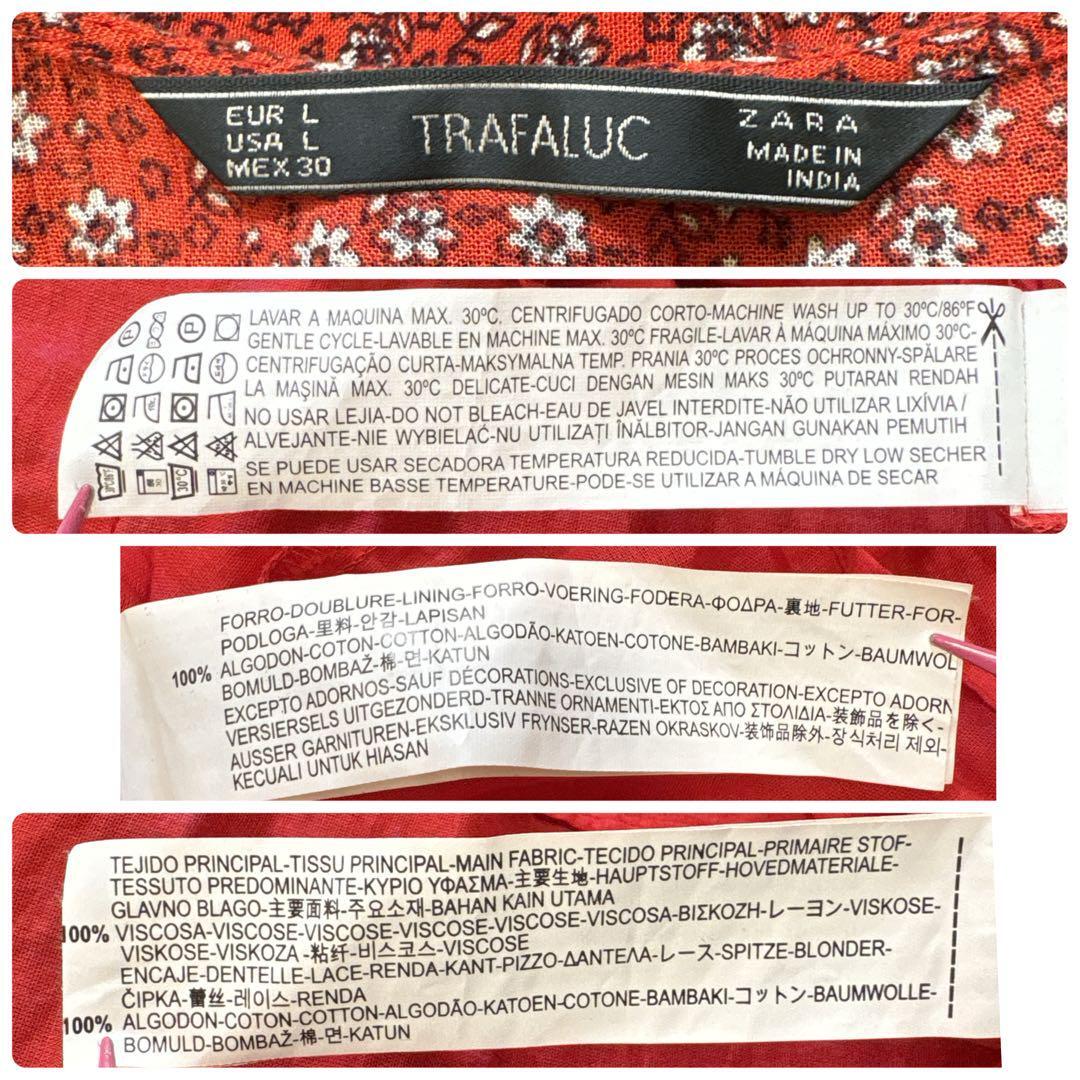 EUR L
USA L
MEX 30
TRAFALUC
ZARA
MADE IN
INDIA
LAVAR A MAQUINA MAX. 30ºC. CENTRIFUGADO CORTO-MACHINE WASH UP TO 30ºC/86ºF
GENTLE CYCLE-LAVABLE EN MACHINE MAX. 30ºC FRAGILE-LAVAR À MÁQUINA MÁXIMO 30ºC-
CENTRIFUGAÇÃO CURTA-MAKSYMALNA TEMP. PRANIA 30ºC PROCES OCHRONNY-SPĂLARE
LA MAŞINĂ MAX. 30ºC DELICATE-CUCI DENGAN MESIN MAKS 30ºC PUTARAN RENDAH
NO USAR LEJIA-DO NOT BLEACH-EAU DE JAVEL INTERDITE-NÃO UTILIZAR LIXÍVIA /
ALVEJANTE-NIE WYBIELAĆ-NU UTILIZAŢI ÎNĂLBITOR-JANGAN GUNAKAN PEMUTIH
SE PUEDE USAR SECADORA TEMPERATURA REDUCIDA-TUMBLE DRY LOW SECHER
EN MACHINE BASSE TEMPERATURE-PODE-SE UTILIZAR A MÁQUINA DE SECAR
FORRO-DOUBLURE-LINING-FORRO-VOERING-FODERA-ΦΟΔΡΑ-裏地-FUTTER-FOR-
PODLOGA-里料-안감-LAPISAN
100% ALGODON-COTON-COTTON-ALGODÃO-KATOEN-COTONE-BAMBAKI-コットン-BAUMWOL
BOMULD-BOMBAŽ-棉-면-KATUN
EXCEPTO ADORNOS-SAUF DÉCORATIONS-EXCLUSIVE OF DECORATION-EXCEPTO ADORN
VERSIERSELS UITGEZONDERD-TRANNE ORNAMENTI-ΕΚΤΟΣ ΑΠΟ ΣΤΟΛΙΔΙΑ-装飾品を除く-
AUSSER GARNITUREN-EKSKLUSIV FRYNSER-RAZEN OKRASKOV-装饰品除外-장식처리 제외-
KECUALI UNTUK HIASAN
TEJIDO PRINCIPAL-TISSU PRINCIPAL-MAIN FABRIC-TECIDO PRINCIPAL-PRIMAIRE STOF-
TESSUTO PREDOMINANTE-ΚΥΡΙΟ ΥΦΑΣΜΑ-主要生地-HAUPTSTOFF-HOVEDMATERIALE-
GLAVNO BLAGO-主要面料-주요소재-BAHAN KAIN UTAMA
100% VISCOSA-VISCOSE-VISCOSE-VISCOSE-VISCOSE-VISCOSA-ΒΙΣΚΟΖΗ-レーヨン-VISKOSE-
VISKOSE-VISKOZA -粘纤-비스코스-VISCOSE
ENCAJE-DENTELLE-LACE-RENDA-KANT-PIZZO-ΔΑΝΤΕΛΑ-レース-SPITZE-BLONDER-
ČIPKA-蕾丝-레이스-RENDA
100% ALGODON-COTON-COTTON-ALGODÃO-KATOEN-COTONE-BAMBAKI-コットン-BAUMWOLLE-
BOMULD-BOMBAŽ-棉-면-KATUN